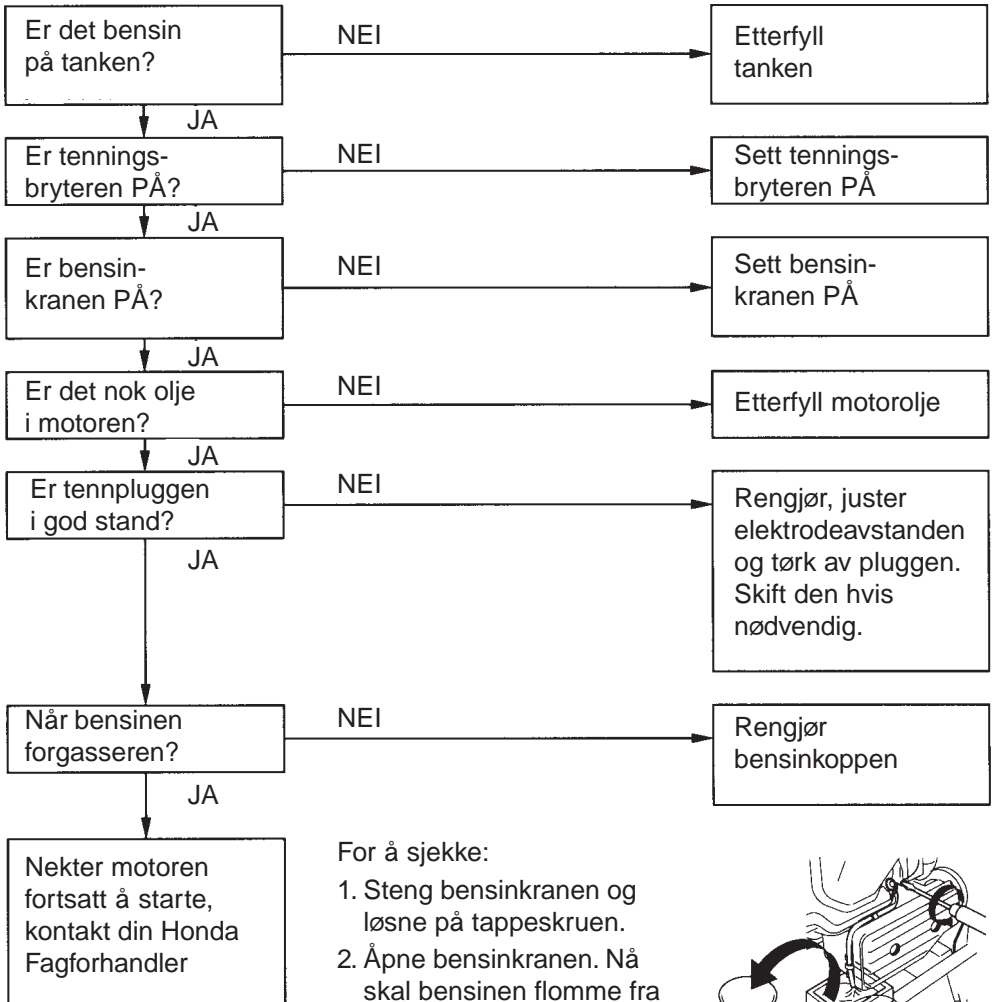 Er det bensin
på tanken?
NEI
Etterfyll
tanken
JA
Er tennings-
bryteren PÅ?
NEI
Sett tennings-
bryteren PÅ
JA
Er bensin-
kranen PÅ?
NEI
Sett bensin-
kranen PÅ
JA
Er det nok olje
i motoren?
NEI
Etterfyll motorolje
JA
Er tennpluggen
i god stand?
NEI
Rengjør, juster
elektrodeavstanden
og tørk av pluggen.
Skift den hvis
nødvendig.
JA
Når bensinen
forgasseren?
NEI
Rengjør
bensinkoppen
JA
Nekter motoren
fortsatt å starte,
kontakt din Honda
Fagforhandler
For å sjekke:
1. Steng bensinkranen og
løsne på tappeskruen.
2. Åpne bensinkranen. Nå
skal bensinen flomme fra